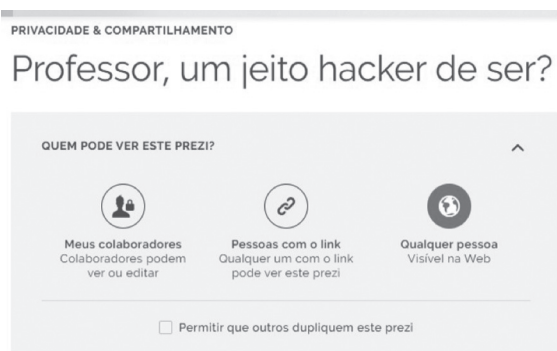 PRIVACIDADE & COMPARTILHAMENTO
Professor, um jeito hacker de ser?
QUEM PODE VER ESTE PREZI?
Meus colaboradores
Colaboradores podem
ver ou editar
Pessoas com o link
Qualquer um com o link
pode ver este prezi
Qualquer pessoa
Visível na Web
Permitir que outros dupliquem este prezi